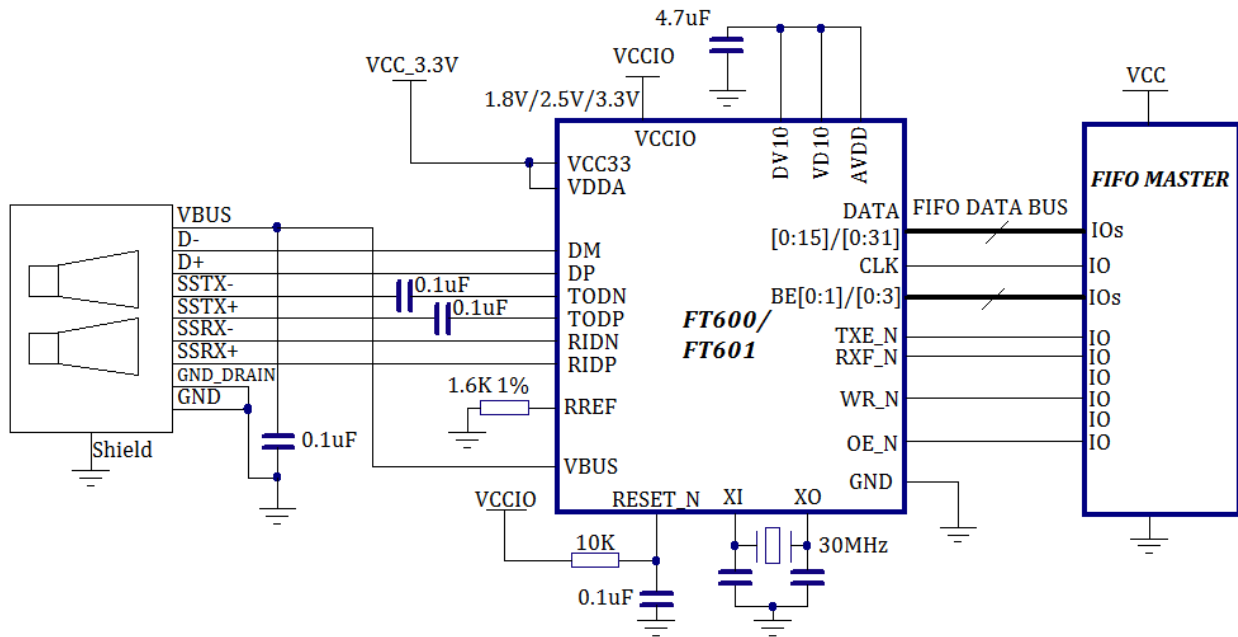 4.7uF
VCCIO
VCC_3.3V
VCC
1.8V/2.5V/3.3V
VCCIO
DV10
VD10
AVDD
VCC33
VDDA
FIFO MASTER
VBUS
D-
D+
SSTX-
SSTX+
SSRX-
SSRX+
GND_DRAIN
GND
Shield
0.1uF
0.1uF
0.1uF
1.6K 1%
DM
DP
TODN
TODP
RIDN
RIDP
RREF
VBUS
FT600/
FT601
DATA
[0:15]/[0:31]
CLK
BE[0:1]/[0:3]
TXE_N
RXF_N
WR_N
OE_N
GND
FIFO DATA BUS
IOs
IO
IOs
IO
IO
IO
IO
IO
IO
RESET_N
XI
XO
VCCIO
10K
0.1uF
30MHz